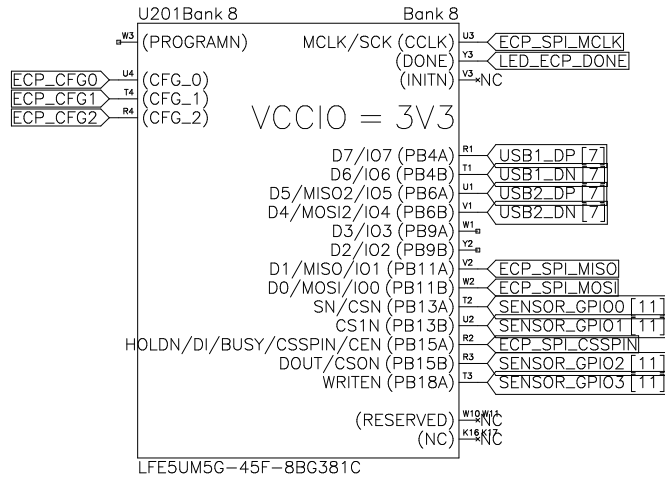 U201Bank 8 Bank 8
W3 (PROGRAMN) MCLK/SCK (CCLK) U3 ECP_SPI_MCLK
(DONE) Y3 LED_ECP_DONE
ECP_CFG0 U4 (CFG_0) (INITN) V3 NC
ECP_CFG1 T4 (CFG_1)
ECP_CFG2 R4 (CFG_2)
VCCIO = 3V3
D7/IO7 (PB4A) R1 USB1_DP [7]
D6/IO6 (PB4B) T1 USB1_DN [7]
D5/MISO2/IO5 (PB6A) U1 USB2_DP [7]
D4/MOSI2/IO4 (PB6B) V1 USB2_DN [7]
D3/IO3 (PB9A) W1
D2/IO2 (PB9B) Y2
D1/MISO/IO1 (PB11A) V2 ECP_SPI_MISO
D0/MOSI/IO0 (PB11B) W2 ECP_SPI_MOSI
SN/CSN (PB13A) T2 SENSOR_GPIO0 [11]
CS1N (PB13B) U2 SENSOR_GPIO1 [11]
HOLDN/DI/BUSY/CSSPIN/CEN (PB15A) R2 ECP_SPI_CSSPIN
DOUT/CSON (PB15B) R3 SENSOR_GPIO2 [11]
WRITEN (PB18A) T3 SENSOR_GPIO3 [11]
(RESERVED) W10 W11 NC
(NC) K16 K17 NC
LFE5UM5G-45F-8BG381C